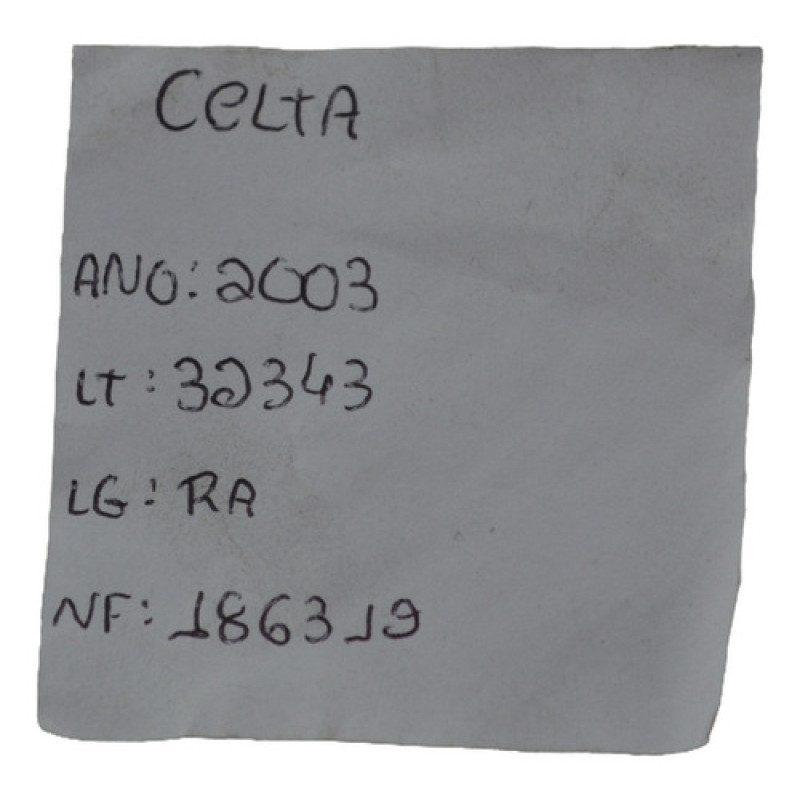 CELTA
ANO: 2003
LT: 32343
LG: RA
NF: 186319